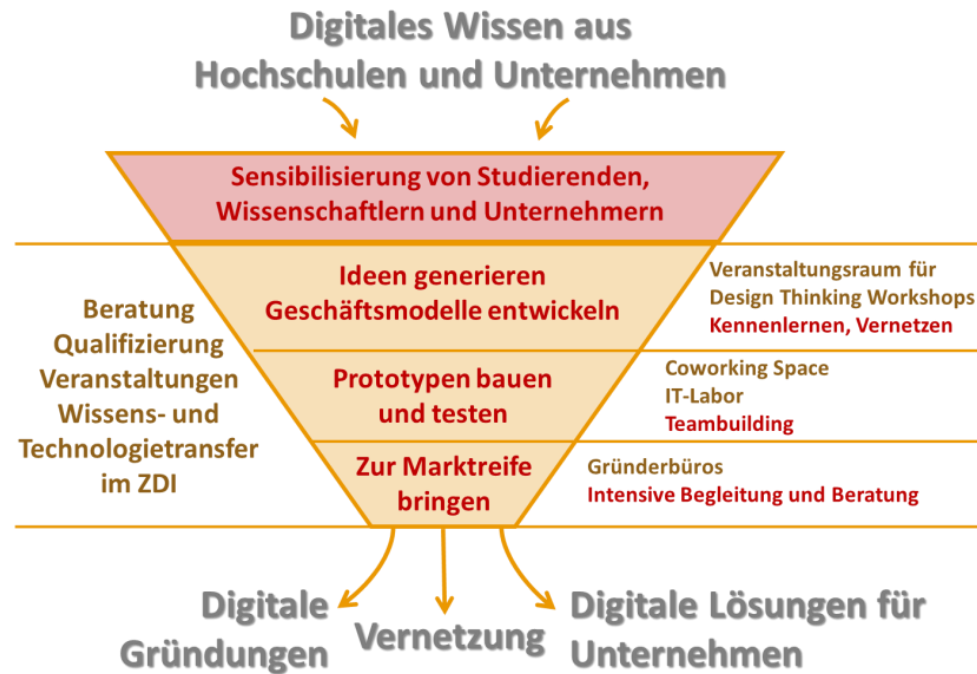 Digitales Wissen aus
Hochschulen und Unternehmen
Sensibilisierung von Studierenden,
Wissenschaftlern und Unternehmern
Beratung
Qualifizierung
Veranstaltungen
Wissens- und
Technologietransfer
im ZDI
Ideen generieren
Geschäftsmodelle entwickeln
Veranstaltungsraum für
Design Thinking Workshops
Kennenlernen, Vernetzen
Prototypen bauen
und testen
Coworking Space
IT-Labor
Teambuilding
Zur Marktreife
bringen
Gründerbüros
Intensive Begleitung und Beratung
Digitale
Gründungen
Vernetzung
Digitale Lösungen für
Unternehmen